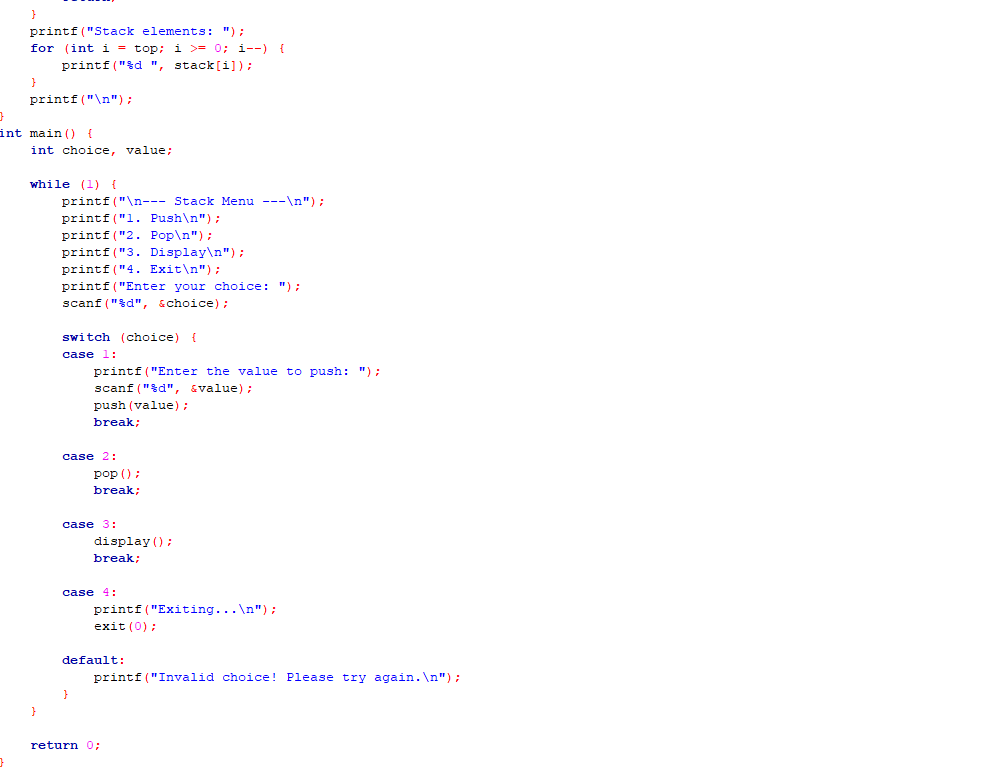 return;
    }
    printf("Stack elements: ");
    for (int i = top; i >= 0; i--) {
        printf("%d ", stack[i]);
    }
    printf("\n");
}
int main() {
    int choice, value;

    while (1) {
        printf("\n--- Stack Menu ---\n");
        printf("1. Push\n");
        printf("2. Pop\n");
        printf("3. Display\n");
        printf("4. Exit\n");
        printf("Enter your choice: ");
        scanf("%d", &choice);

        switch (choice) {
        case 1:
            printf("Enter the value to push: ");
            scanf("%d", &value);
            push(value);
            break;

        case 2:
            pop();
            break;

        case 3:
            display();
            break;

        case 4:
            printf("Exiting...\n");
            exit(0);

        default:
            printf("Invalid choice! Please try again.\n");
        }
    }

    return 0;
}